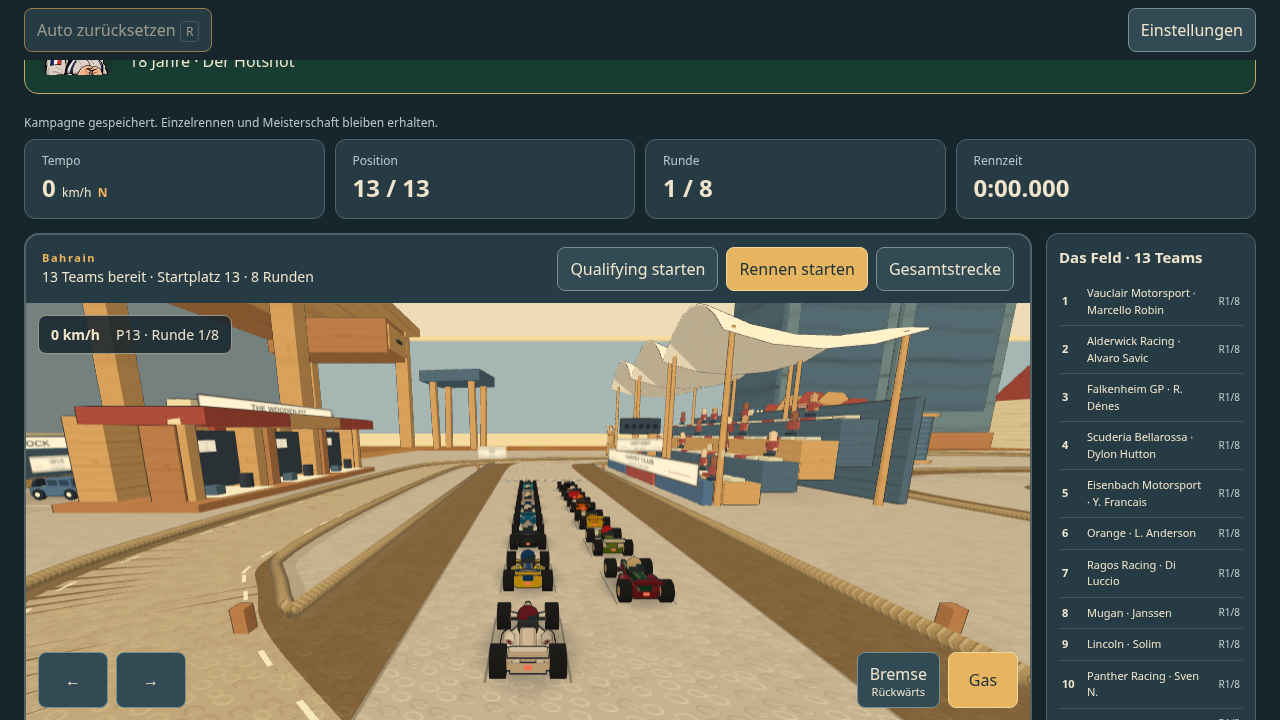 Auto zurücksetzen R
Einstellungen
18 Jahre · Der Hotshot
Kampagne gespeichert. Einzelrennen und Meisterschaft bleiben erhalten.
Tempo
0 km/h N
Position
13 / 13
Runde
1 / 8
Rennzeit
0:00.000
Bahrain
13 Teams bereit · Startplatz 13 · 8 Runden
Qualifying starten
Rennen starten
Gesamtstrecke
0 km/h P13 · Runde 1/8
THE WOODEN PIT
OCK
←
→
Bremse
Rückwärts
Gas
Das Feld · 13 Teams
1 Vauclair Motorsport · Marcello Robin R1/8
2 Alderwick Racing · Alvaro Savic R1/8
3 Falkenheim GP · R. Dénes R1/8
4 Scuderia Bellarossa · Dylon Hutton R1/8
5 Eisenbach Motorsport · Y. Francais R1/8
6 Orange · L. Anderson R1/8
7 Ragos Racing · Di Luccio R1/8
8 Mugan · Janssen R1/8
9 Lincoln · Solim R1/8
10 Panther Racing · Sven N. R1/8